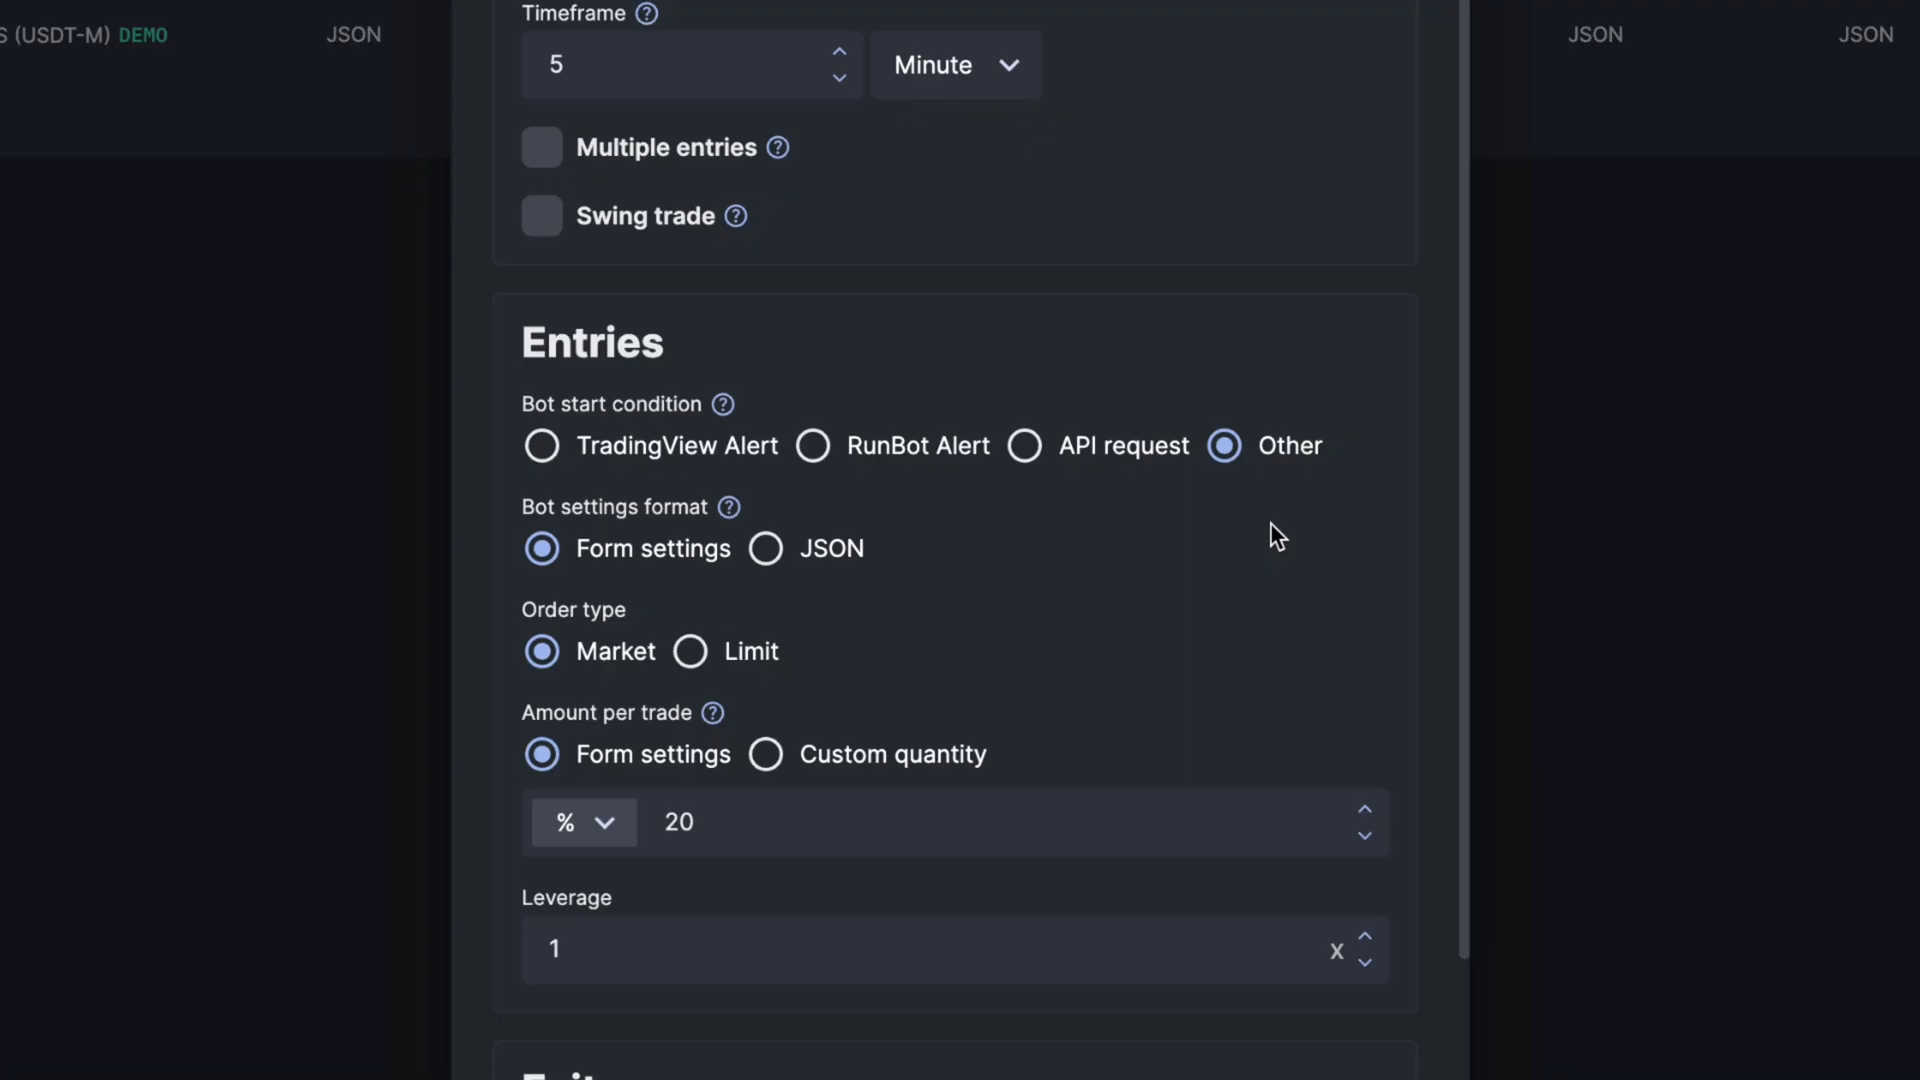 S (USDT-M) DEMO
JSON
JSON
JSON
Timeframe
5
Minute
Multiple entries
Swing trade
Entries
Bot start condition
TradingView Alert
RunBot Alert
API request
Other
Bot settings format
Form settings
JSON
Order type
Market
Limit
Amount per trade
Form settings
Custom quantity
%
20
Leverage
1
x